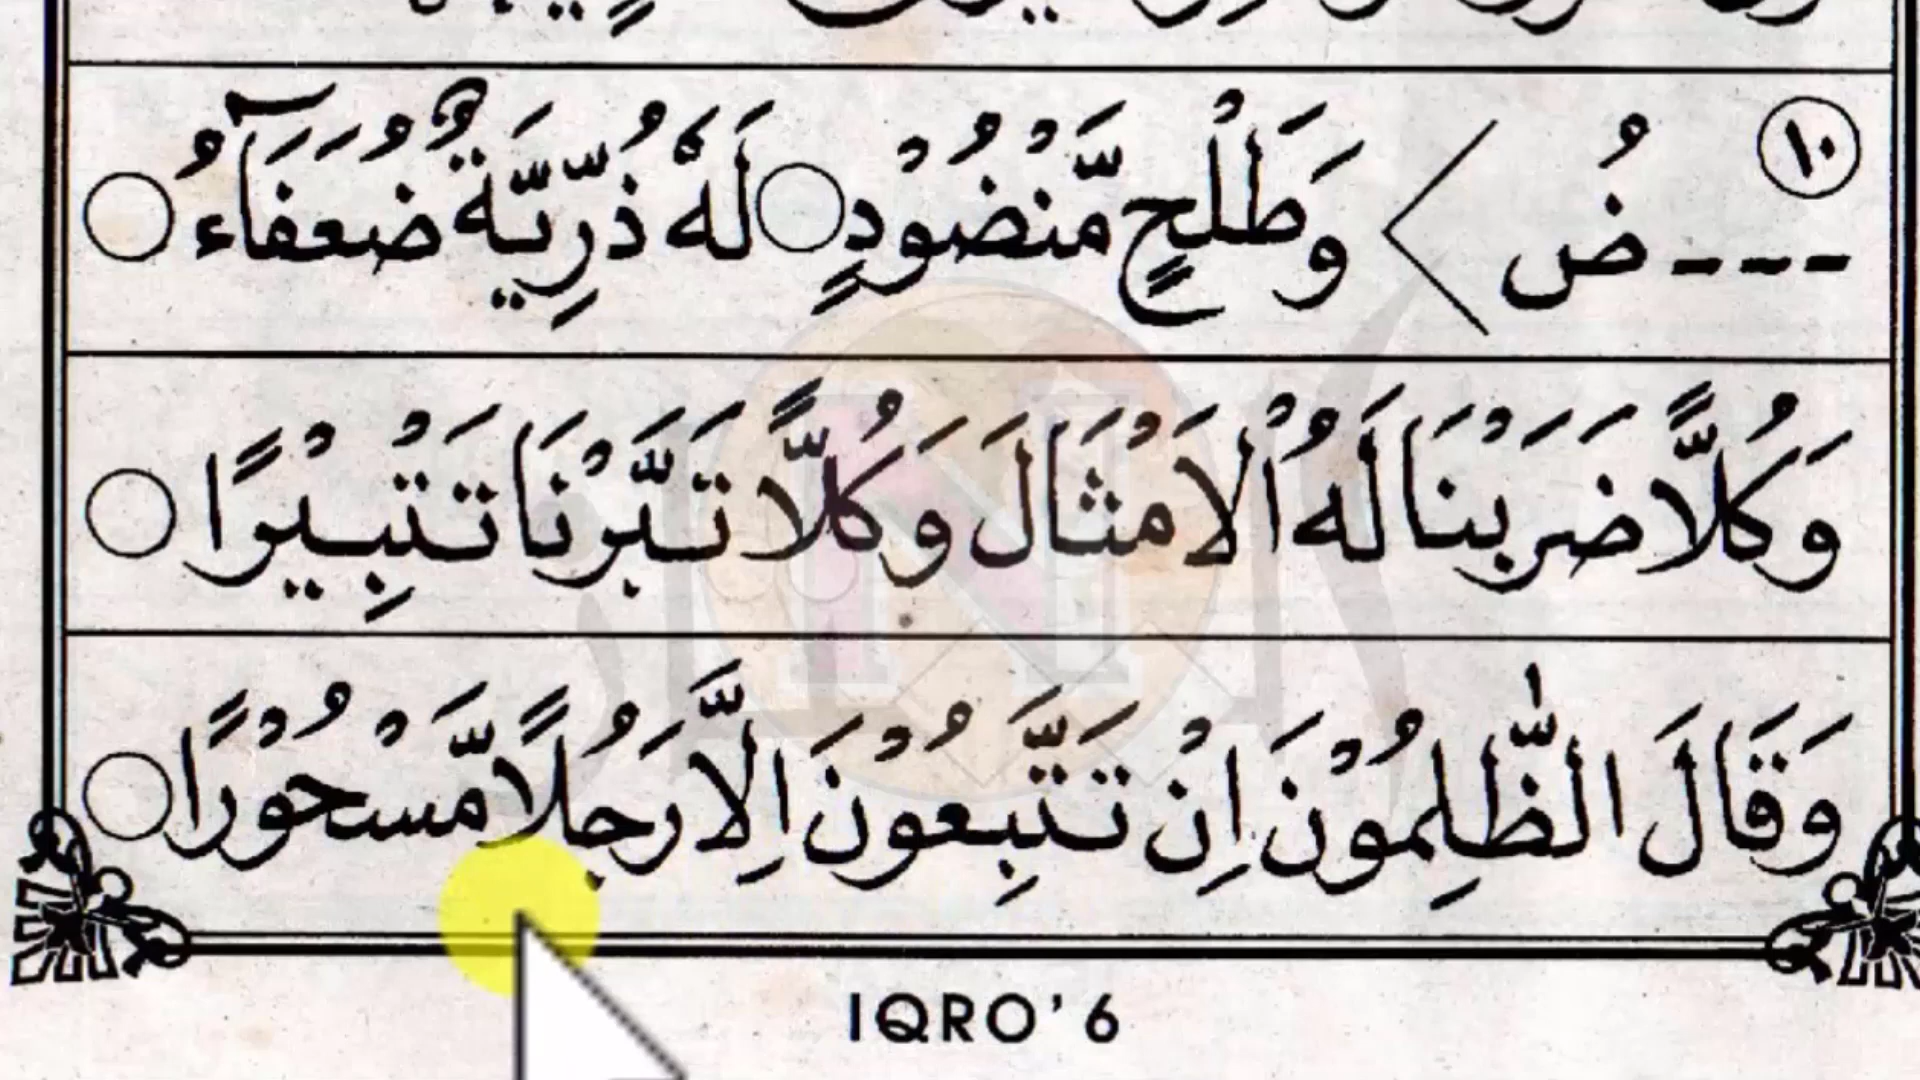 ١٠
--- ضُ < وَطَلْحٍ مَّنْضُوْدٍ ○ لَهٗ ذُرِّيَّةٌ ضُعَفَآءُ ○
وَكُلًّا ضَرَبْنَا لَهُ الْاَمْثَالَ وَكُلًّا تَبَّرْنَا تَتْبِيْرًا ○
وَقَالَ الظّٰلِمُوْنَ اِنْ تَتَّبِعُوْنَ اِلَّا رَجُلًا مَّسْحُوْرًا ○
IQRO'6